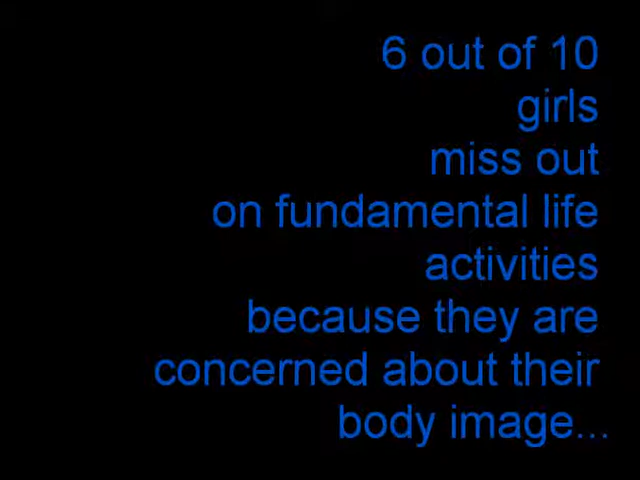 6 out of 10
girls
miss out
on fundamental life
activities
because they are
concerned about their
body image...